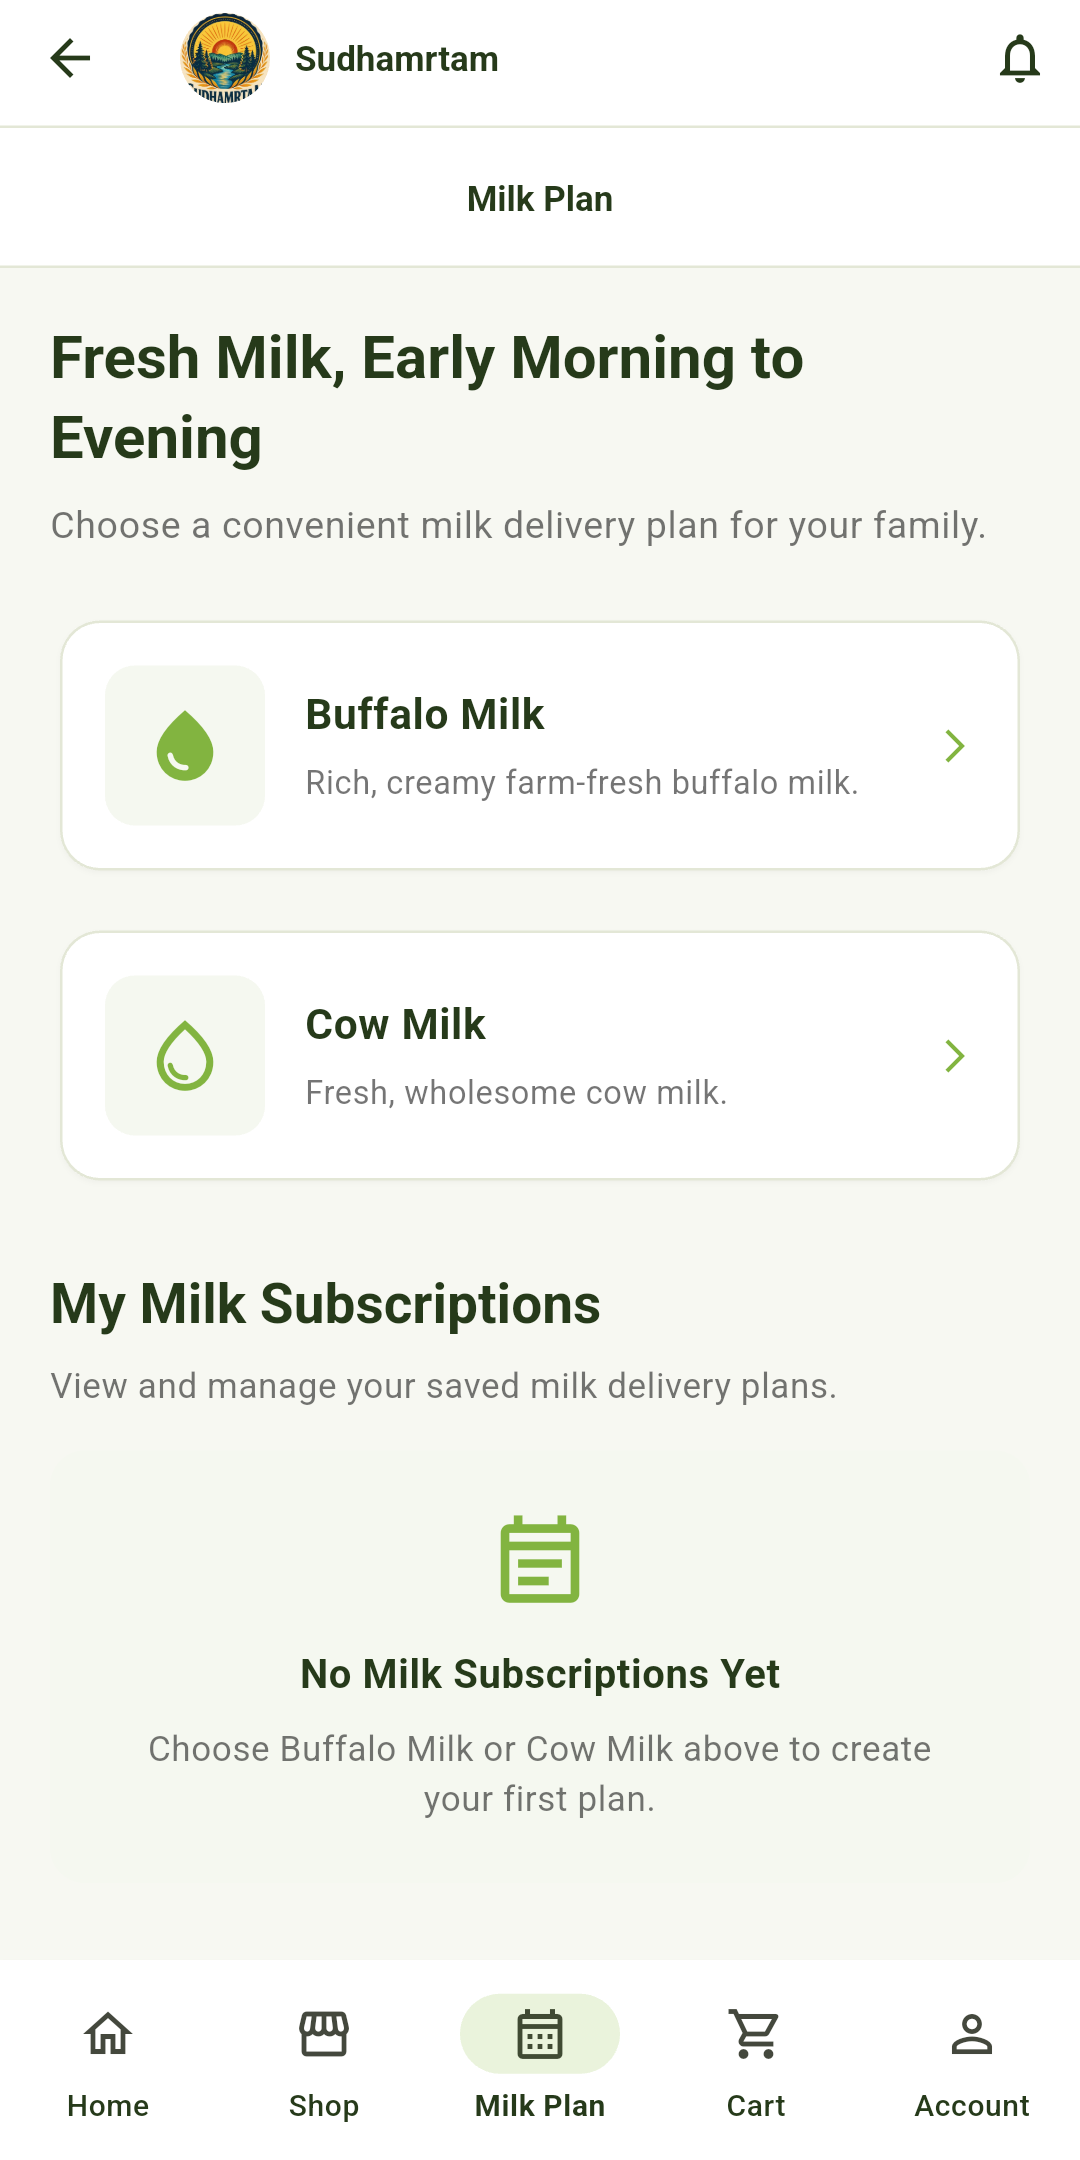 Sudhamrtam
Milk Plan
Fresh Milk, Early Morning to
Evening
Choose a convenient milk delivery plan for your family.
Buffalo Milk
Rich, creamy farm-fresh buffalo milk.
Cow Milk
Fresh, wholesome cow milk.
My Milk Subscriptions
View and manage your saved milk delivery plans.
No Milk Subscriptions Yet
Choose Buffalo Milk or Cow Milk above to create
your first plan.
Home
Shop
Milk Plan
Cart
Account